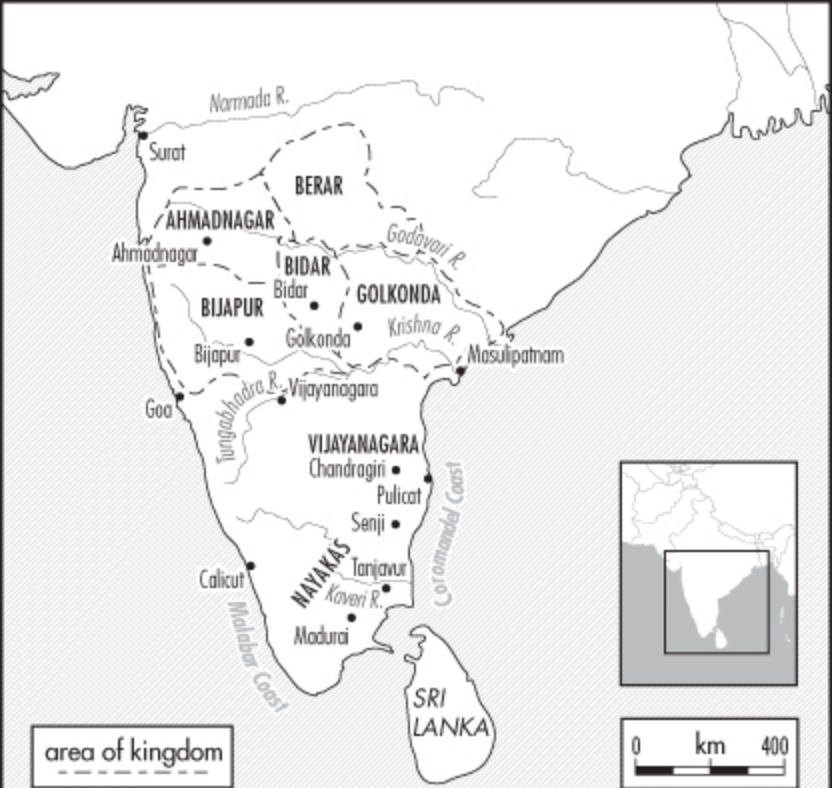 Narmada R.
Surat
BERAR
AHMADNAGAR
Ahmadnagar
Godavari R.
BIDAR
Bidar
GOLKONDA
BIJAPUR
Golkonda
Krishna R.
Bijapur
Masulipatnam
Tungabhadra R.
Vijayanagara
Goa
VIJAYANAGARA
Chandragiri
Pulicat
Coromandel Coast
Senji
NAYAKAS
Tanjavur
Calicut
Kaveri R.
Malabar Coast
Madurai
SRI
LANKA
area of kingdom
0 km 400